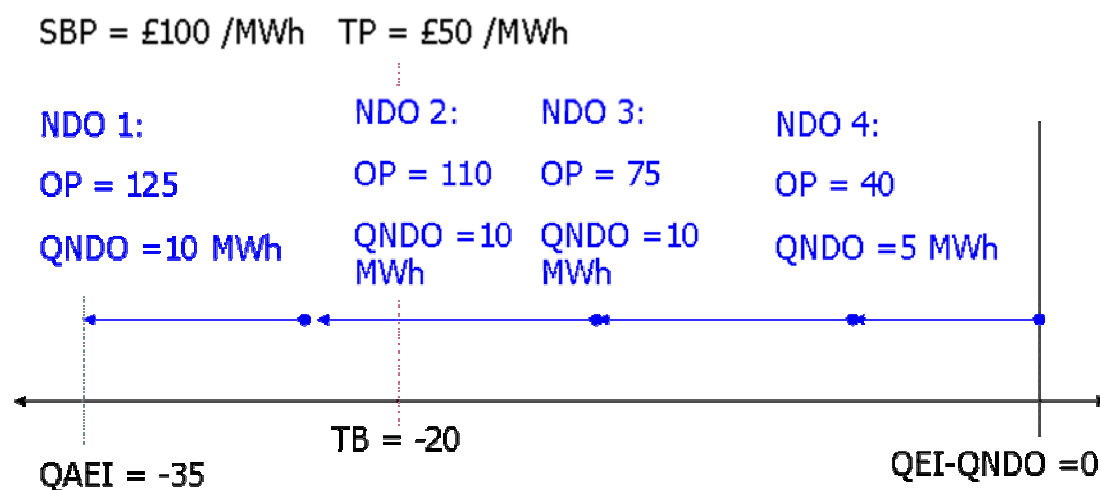 SBP = £100 /MWh TP = £50 /MWh
NDO 1:
OP = 125
QNDO =10 MWh
NDO 2:
OP = 110
QNDO =10
MWh
NDO 3:
OP = 75
QNDO =10
MWh
NDO 4:
OP = 40
QNDO =5 MWh
TB = -20
QAEI = -35
QEI-QNDO =0